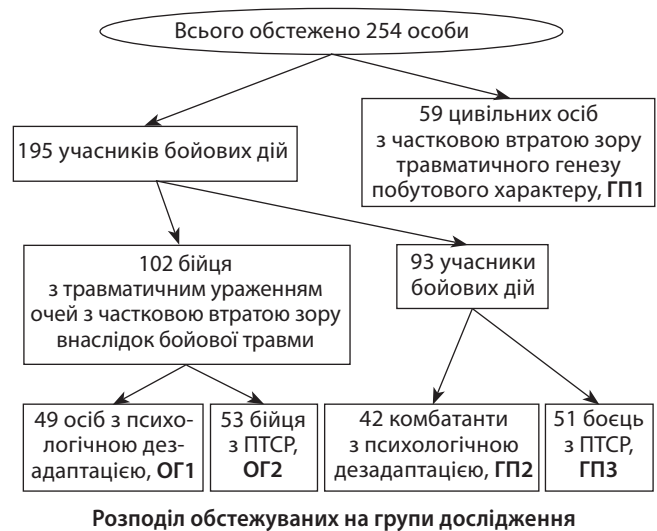 Всього обстежено 254 особи
59 цивільних осіб
з частковою втратою зору
травматичного генезу
побутового характеру, ГП1
195 учасників бойових дій
102 бійця
з травматичним ураженням
очей з частковою втратою зору
внаслідок бойової травми
93 учасники
бойових дій
49 осіб з психо-
логічною дез-
адаптацією, ОГ1
53 бійця
з ПТСР,
ОГ2
42 комбатанти
з психологічною
дезадаптацією, ГП2
51 боєць
з ПТСР,
ГП3
Розподіл обстежуваних на групи дослідження